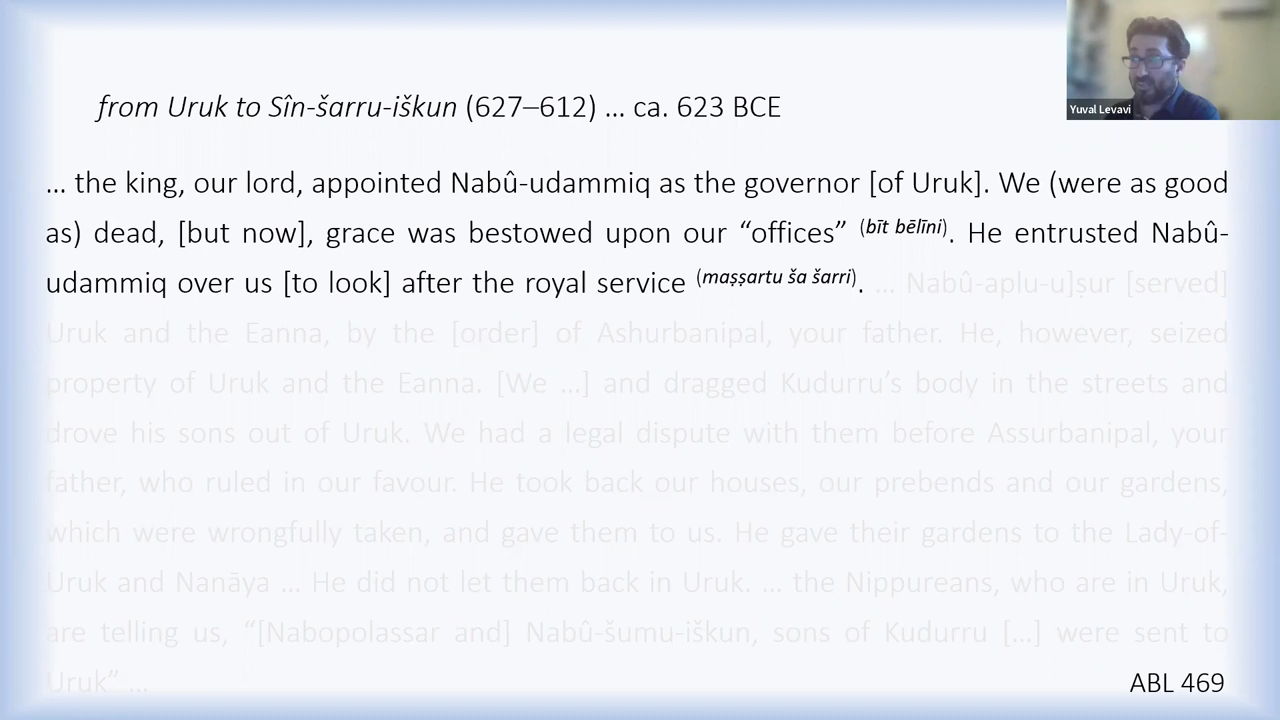 Yuval Levavi
from Uruk to Sîn-šarru-iškun (627–612) … ca. 623 BCE
… the king, our lord, appointed Nabû-udammiq as the governor [of Uruk]. We (were as good
as) dead, [but now], grace was bestowed upon our “offices” (bīt bēlīni). He entrusted Nabû-
udammiq over us [to look] after the royal service (maṣṣartu ša šarri). … Nabû-aplu-u]ṣur [served]
Uruk and the Eanna, by the [order] of Ashurbanipal, your father. He, however, seized
property of Uruk and the Eanna. [We …] and dragged Kudurru’s body in the streets and
drove his sons out of Uruk. We had a legal dispute with them before Assurbanipal, your
father, who ruled in our favour. He took back our houses, our prebends and our gardens,
which were wrongfully taken, and gave them to us. He gave their gardens to the Lady-of-
Uruk and Nanāya … He did not let them back in Uruk. … the Nippureans, who are in Uruk,
are telling us, “[Nabopolassar and] Nabû-šumu-iškun, sons of Kudurru […] were sent to
Uruk” …
ABL 469